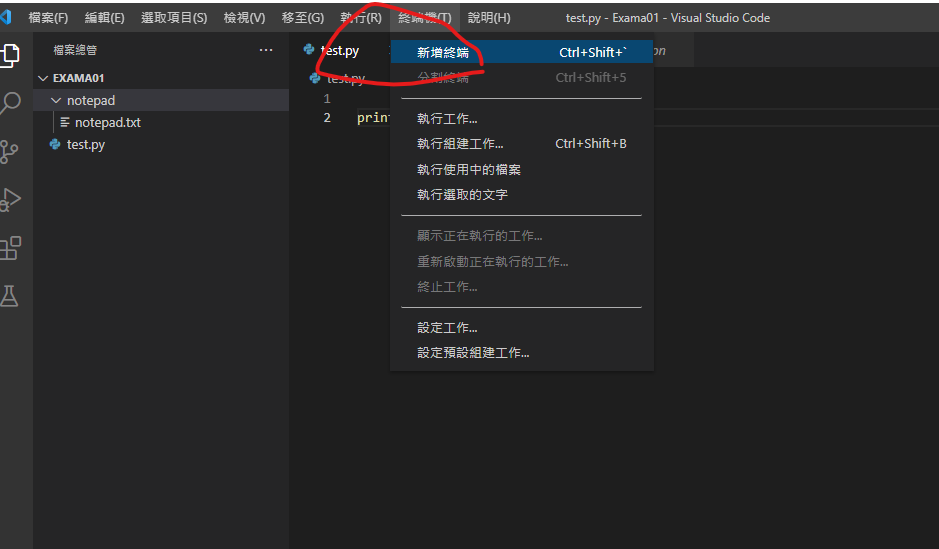 檔案(F) 編輯(E) 選取項目(S) 檢視(V) 移至(G) 執行(R) 終端機(T) 說明(H) test.py - Exama01 - Visual Studio Code
檔案總管 ...
EXAMA01
notepad
notepad.txt
test.py
test.py
test.py
1
2 prin
新增終端 Ctrl+Shift+`
分割終端 Ctrl+Shift+5
執行工作...
執行組建工作... Ctrl+Shift+B
執行使用中的檔案
執行選取的文字
顯示正在執行的工作...
重新啟動正在執行的工作...
終止工作...
設定工作...
設定預設組建工作...